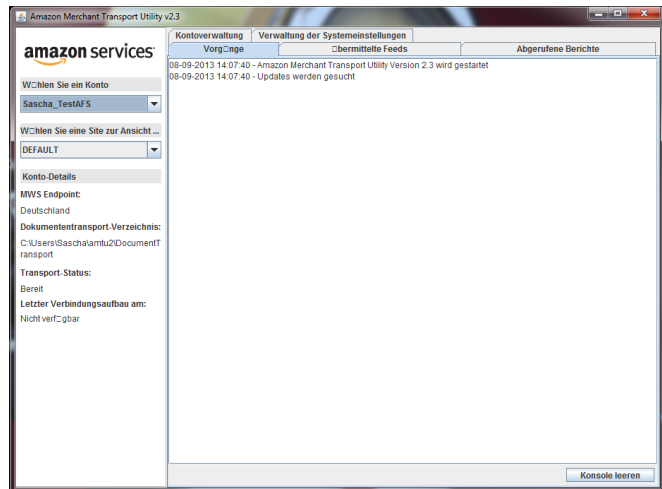 Amazon Merchant Transport Utility v2.3
amazon services
W□hlen Sie ein Konto
Sascha_TestAFS
W□hlen Sie eine Site zur Ansicht ...
DEFAULT
Konto-Details
MWS Endpoint:
Deutschland
Dokumententransport-Verzeichnis:
C:\Users\Sascha\amtu2\DocumentT
ransport
Transport-Status:
Bereit
Letzter Verbindungsaufbau am:
Nicht verf□gbar
Kontoverwaltung
Verwaltung der Systemeinstellungen
Vorg□nge
□bermittelte Feeds
Abgerufene Berichte
08-09-2013 14:07:40 - Amazon Merchant Transport Utility Version 2.3 wird gestartet
08-09-2013 14:07:40 - Updates werden gesucht
Konsole leeren